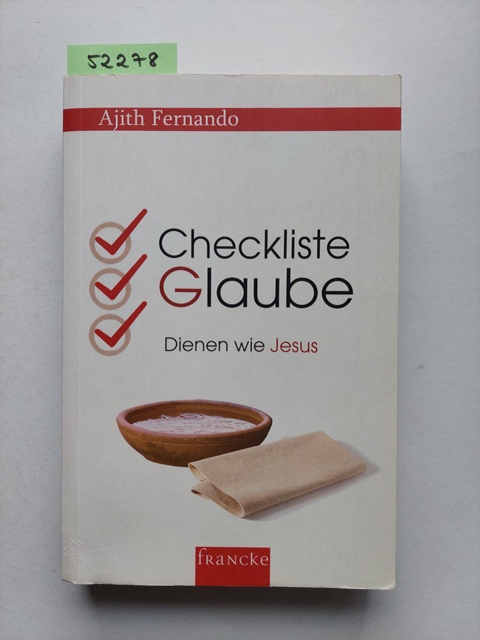 52278
Ajith Fernando
Checkliste
Glaube
Dienen wie Jesus
francke